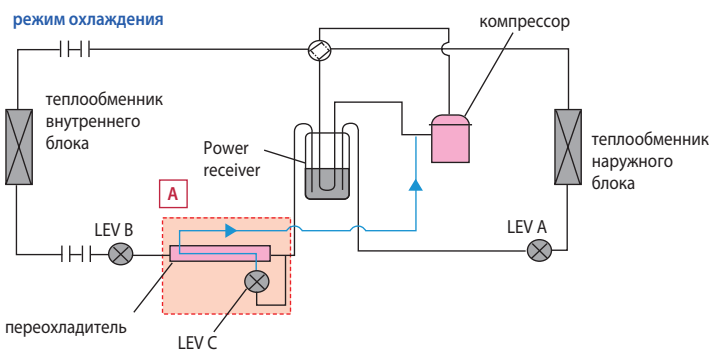 режим охлаждения
компрессор
теплообменник
внутреннего
блока
Power
receiver
теплообменник
наружного
блока
A
LEV B
LEV A
переохладитель
LEV C